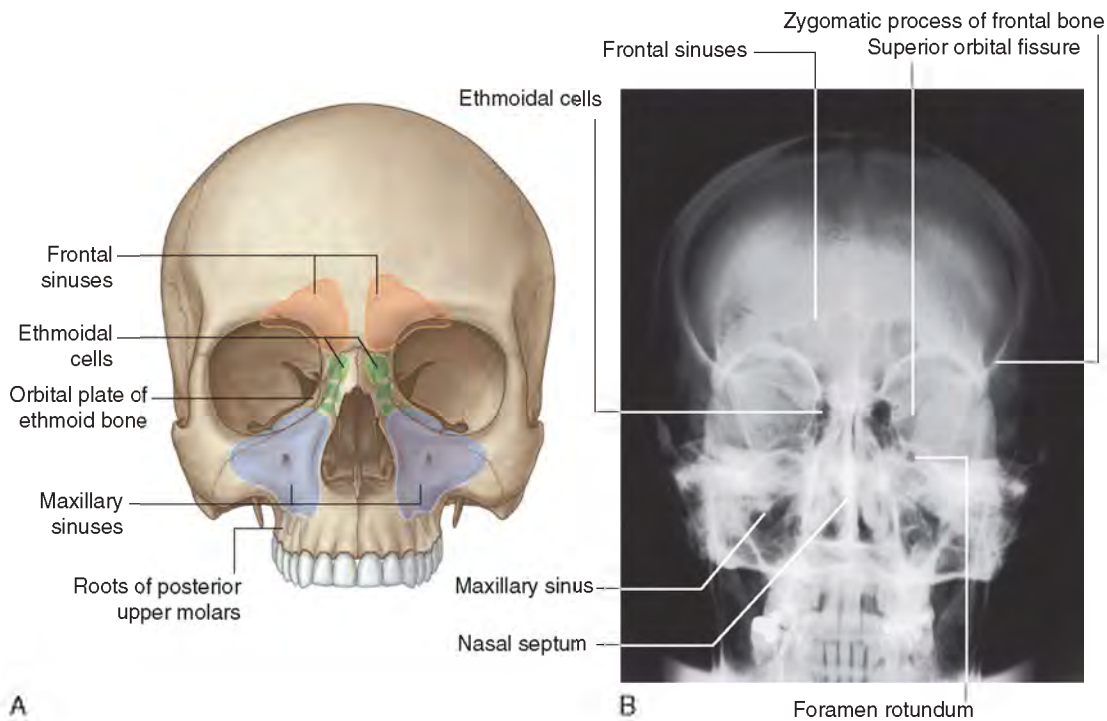 Zygomatic process of frontal bone
Frontal sinuses
Superior orbital fissure
Ethmoidal cells
Frontal
sinuses
Ethmoidal
cells
Orbital plate of
ethmoid bone
Maxillary
sinuses
Roots of posterior
upper molars
Maxillary sinus
Nasal septum
Foramen rotundum
A
B